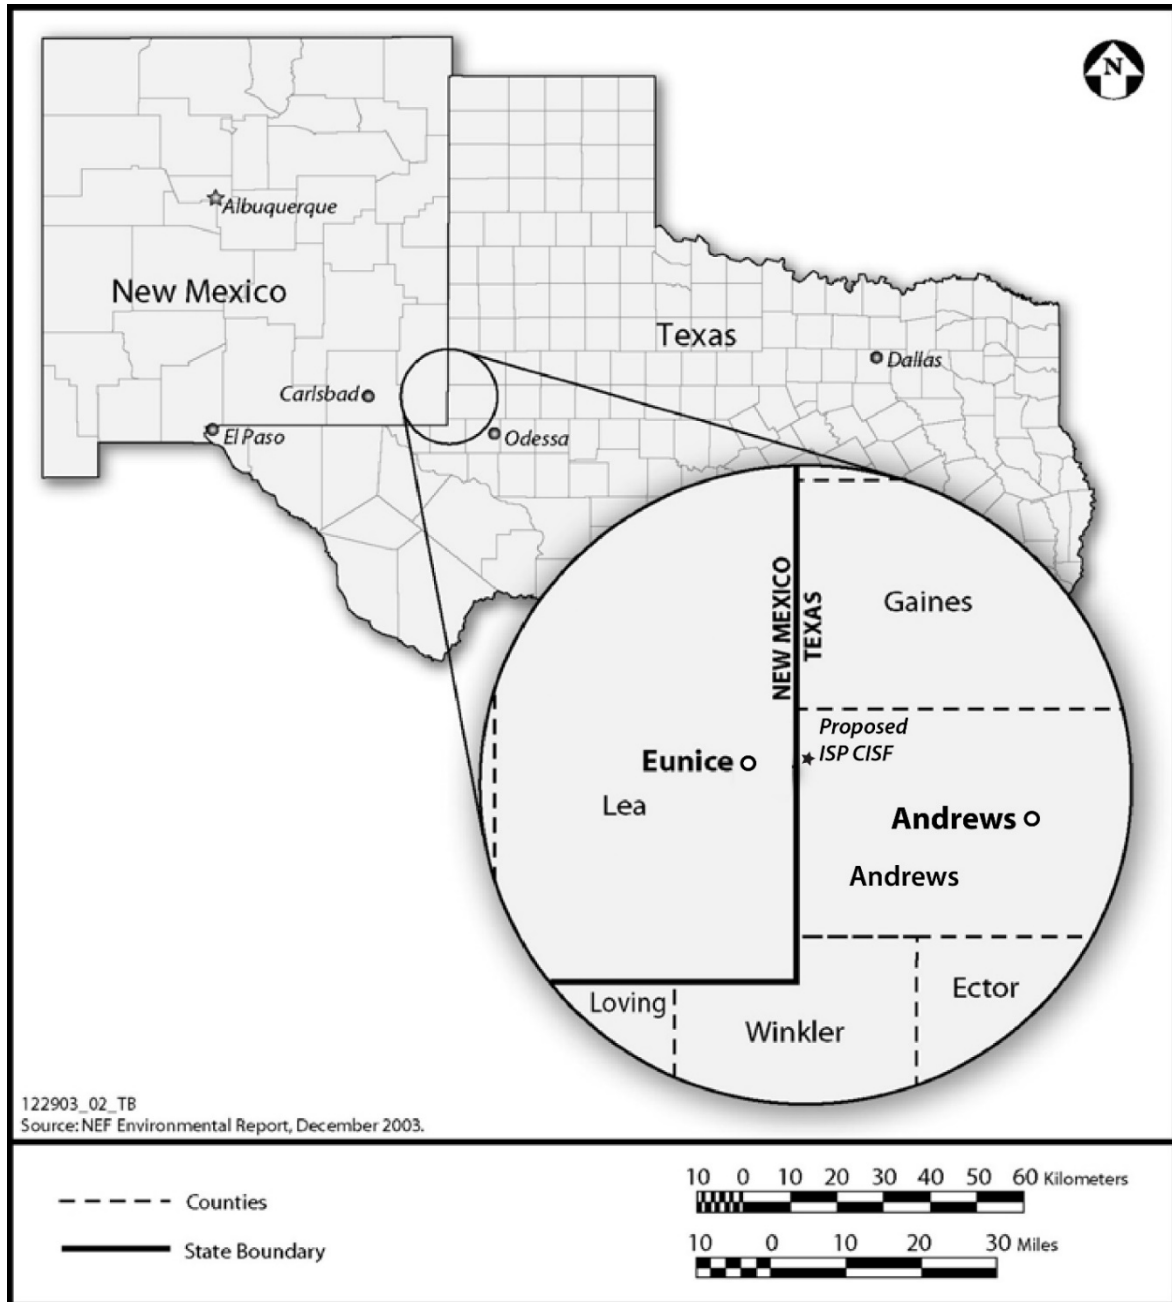 N
Albuquerque
New Mexico
Texas
Dallas
Carlsbad
El Paso
Odessa
NEW MEXICO
TEXAS
Gaines
Proposed
ISP CISF
Eunice
Lea
Andrews
Andrews
Ector
Loving
Winkler
122903_02_TB
Source: NEF Environmental Report, December 2003.
Counties
State Boundary
10 0 10 20 30 40 50 60 Kilometers
10 0 10 20 30 Miles